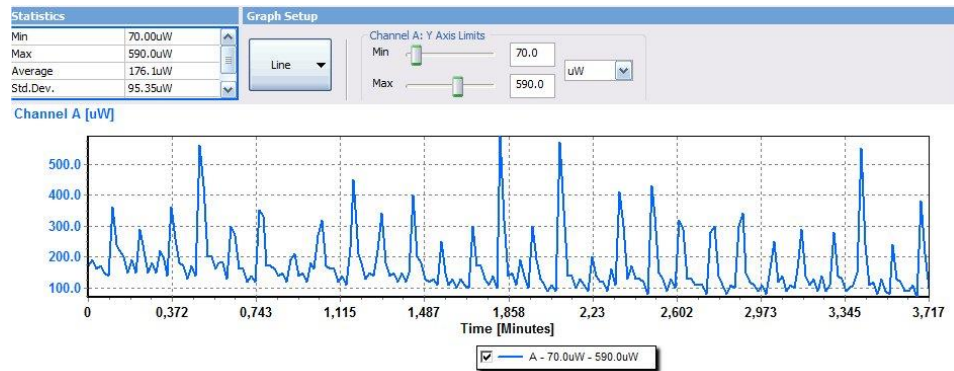 Statistics
Graph Setup
Min 70.00uW
Max 590.0uW
Average 176.1uW
Std.Dev. 95.35uW
Line
Channel A: Y Axis Limits
Min 70.0
Max 590.0
uW
Channel A [uW]
500.0
400.0
300.0
200.0
100.0
0 0,372 0,743 1,115 1,487 1,858 2,23 2,602 2,973 3,345 3,717
Time [Minutes]
A - 70.0uW - 590.0uW